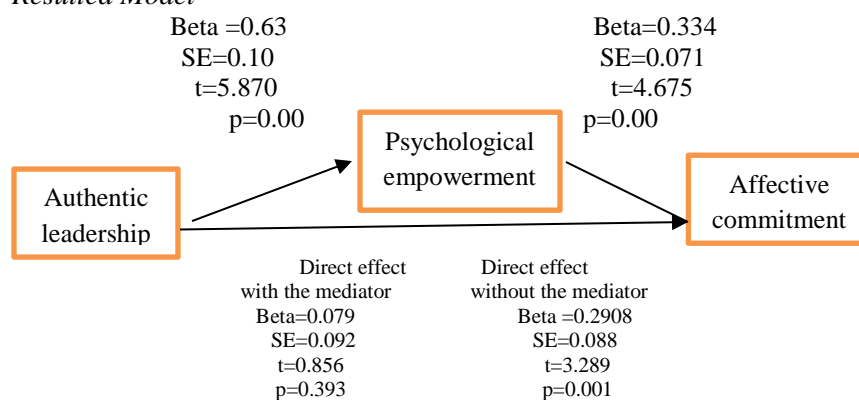 Resulted Model
Beta =0.63
SE=0.10
t=5.870
p=0.00
Beta=0.334
SE=0.071
t=4.675
p=0.00
Psychological
empowerment
Authentic
leadership
Affective
commitment
Direct effect
with the mediator
Beta=0.079
SE=0.092
t=0.856
p=0.393
Direct effect
without the mediator
Beta =0.2908
SE=0.088
t=3.289
p=0.001